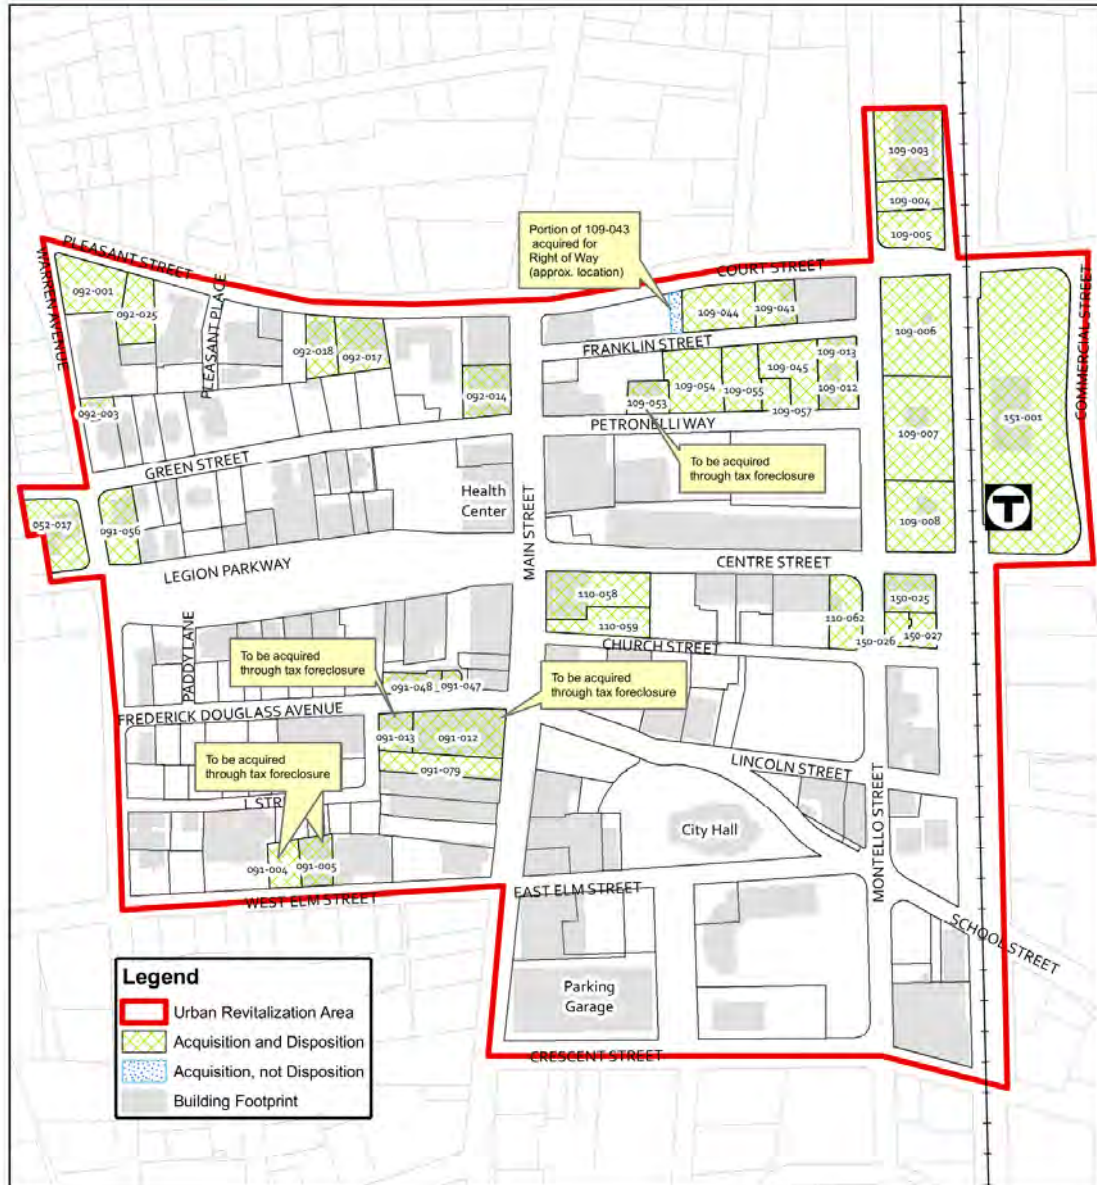 109-003
109-004
109-005
Portion of 109-043
acquired for
Right of Way
(approx. location)
PLEASANT STREET
COURT STREET
WARREN AVENUE
092-001
092-025
PLEASANT PLACE
109-044
109-041
109-006
COMMERCIAL STREET
092-018
092-017
FRANKLIN STREET
109-013
109-045
109-054
109-055
109-012
092-014
109-053
109-057
092-003
151-001
PETRONELLI WAY
109-007
GREEN STREET
To be acquired
through tax foreclosure
Health
Center
T
052-017
091-056
109-008
MAIN STREET
LEGION PARKWAY
CENTRE STREET
110-058
150-025
110-059
110-062
150-026
150-027
PADDY LANE
CHURCH STREET
To be acquired
through tax foreclosure
To be acquired
through tax foreclosure
091-048
091-047
FREDERICK DOUGLASS AVENUE
091-013
091-012
To be acquired
through tax foreclosure
091-079
LINCOLN STREET
L STRE
City Hall
MONTELLO STREET
091-004
091-005
WEST ELM STREET
EAST ELM STREET
SCHOOL STREET
Legend
Urban Revitalization Area
Acquisition and Disposition
Acquisition, not Disposition
Building Footprint
Parking
Garage
CRESCENT STREET